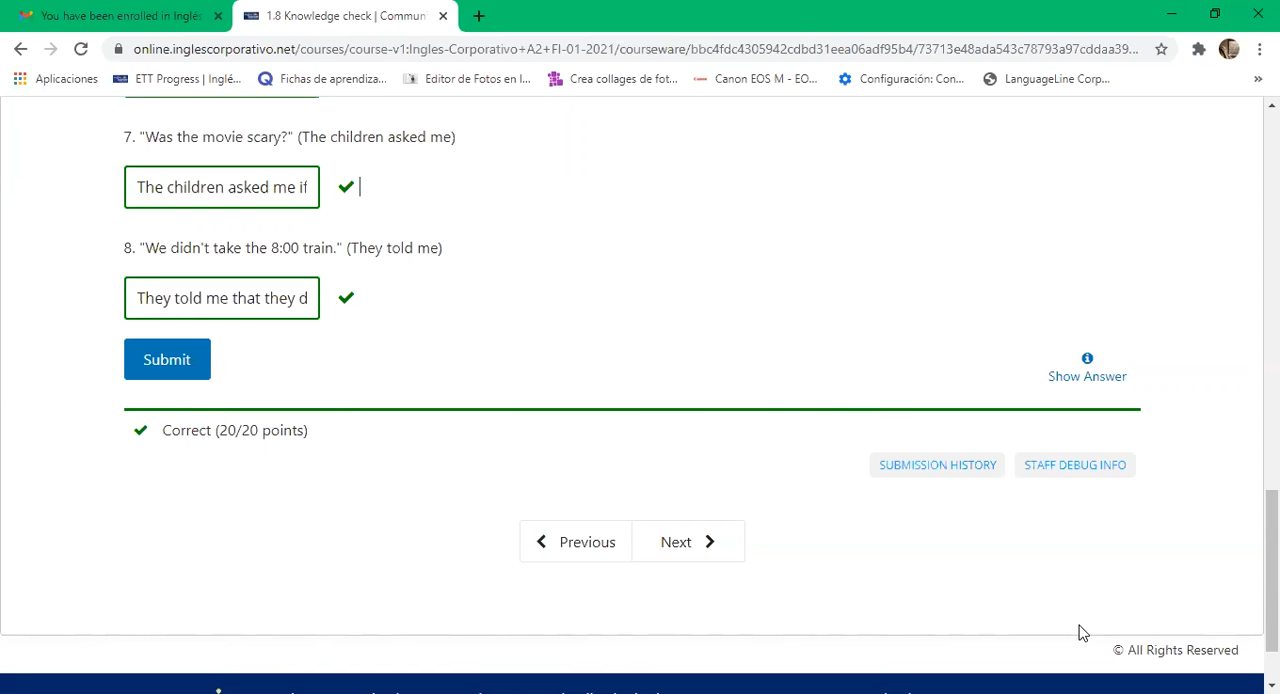 You have been enrolled in Inglés
1.8 Knowledge check | Commun
online.inglescorporativo.net/courses/course-v1:Ingles-Corporativo+A2+FI-01-2021/courseware/bbc4fdc4305942cdbd31eea06adf95b4/73713e48ada543c78793a97cddaa39...
Aplicaciones ETT Progress | Inglé... Fichas de aprendiza... Editor de Fotos en l... Crea collages de fot... Canon EOS M - EO... Configuración: Con... LanguageLine Corp... »
7. "Was the movie scary?" (The children asked me)
The children asked me if
8. "We didn't take the 8:00 train." (They told me)
They told me that they d
Submit
Show Answer
Correct (20/20 points)
SUBMISSION HISTORY STAFF DEBUG INFO
Previous Next
© All Rights Reserved